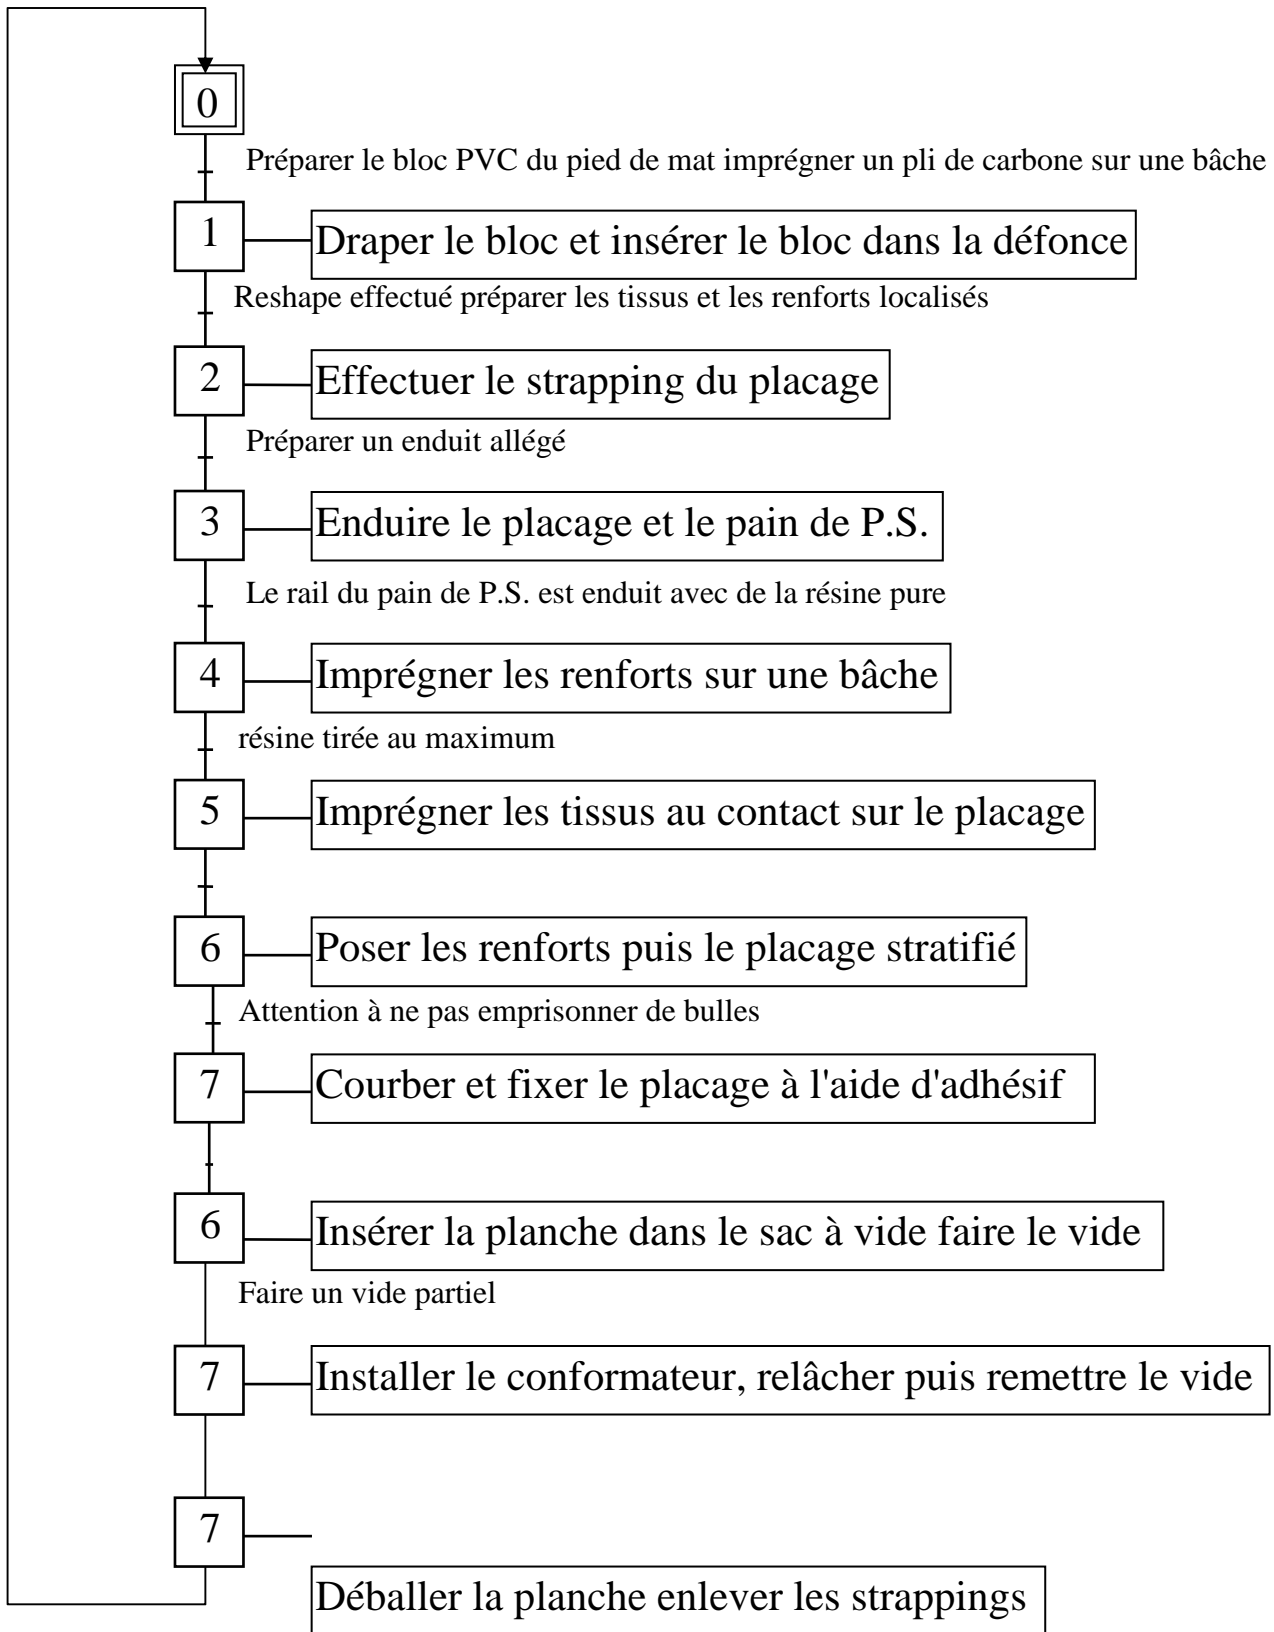 0
Préparer le bloc PVC du pied de mat imprégner un pli de carbone sur une bâche
1
Draper le bloc et insérer le bloc dans la défonce
Reshape effectué préparer les tissus et les renforts localisés
2
Effectuer le strapping du placage
Préparer un enduit allégé
3
Enduire le placage et le pain de P.S.
Le rail du pain de P.S. est enduit avec de la résine pure
4
Imprégner les renforts sur une bâche
résine tirée au maximum
5
Imprégner les tissus au contact sur le placage
6
Poser les renforts puis le placage stratifié
Attention à ne pas emprisonner de bulles
7
Courber et fixer le placage à l'aide d'adhésif
6
Insérer la planche dans le sac à vide faire le vide
Faire un vide partiel
7
Installer le conformateur, relâcher puis remettre le vide
7
Déballer la planche enlever les strappings